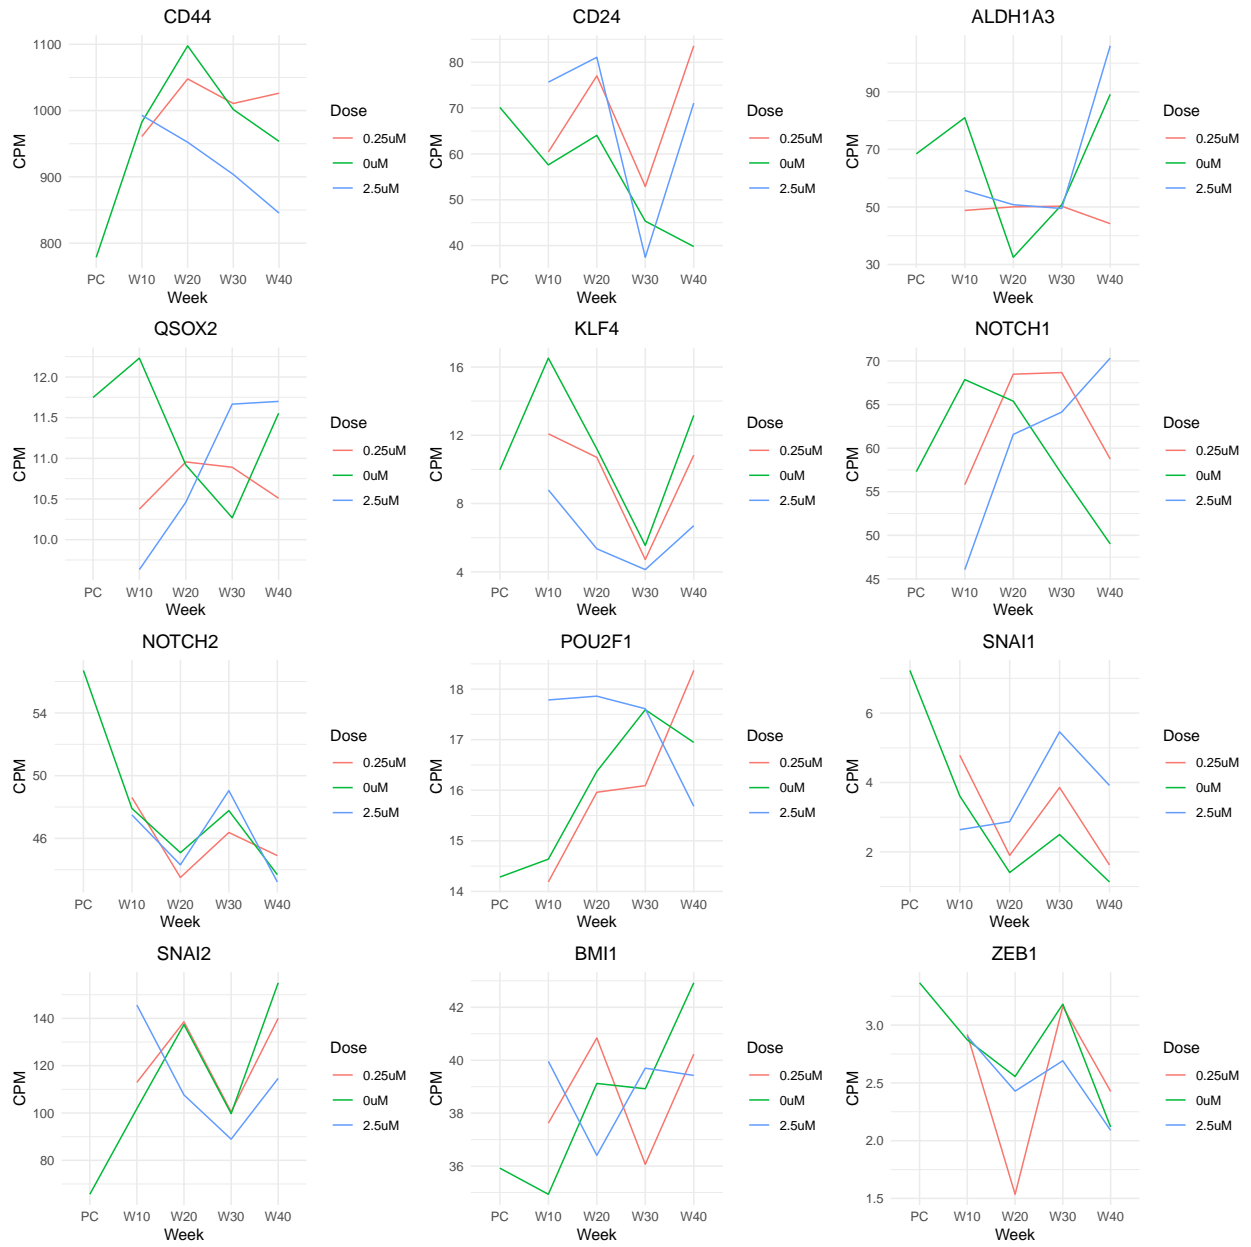 CD44
1100
1000
900
800
CPM
PC W10 W20 W30 W40
Week
Dose
0.25uM
0uM
2.5uM
CD24
80
70
60
50
40
CPM
PC W10 W20 W30 W40
Week
Dose
0.25uM
0uM
2.5uM
ALDH1A3
90
70
50
30
CPM
PC W10 W20 W30 W40
Week
Dose
0.25uM
0uM
2.5uM
QSOX2
12.0
11.5
11.0
10.5
10.0
CPM
PC W10 W20 W30 W40
Week
Dose
0.25uM
0uM
2.5uM
KLF4
16
12
8
4
CPM
PC W10 W20 W30 W40
Week
Dose
0.25uM
0uM
2.5uM
NOTCH1
70
65
60
55
50
45
CPM
PC W10 W20 W30 W40
Week
Dose
0.25uM
0uM
2.5uM
NOTCH2
54
50
46
CPM
PC W10 W20 W30 W40
Week
Dose
0.25uM
0uM
2.5uM
POU2F1
18
17
16
15
14
CPM
PC W10 W20 W30 W40
Week
Dose
0.25uM
0uM
2.5uM
SNAI1
6
4
2
CPM
PC W10 W20 W30 W40
Week
Dose
0.25uM
0uM
2.5uM
SNAI2
140
120
100
80
CPM
PC W10 W20 W30 W40
Week
Dose
0.25uM
0uM
2.5uM
BMI1
42
40
38
36
CPM
PC W10 W20 W30 W40
Week
Dose
0.25uM
0uM
2.5uM
ZEB1
3.0
2.5
2.0
1.5
CPM
PC W10 W20 W30 W40
Week
Dose
0.25uM
0uM
2.5uM